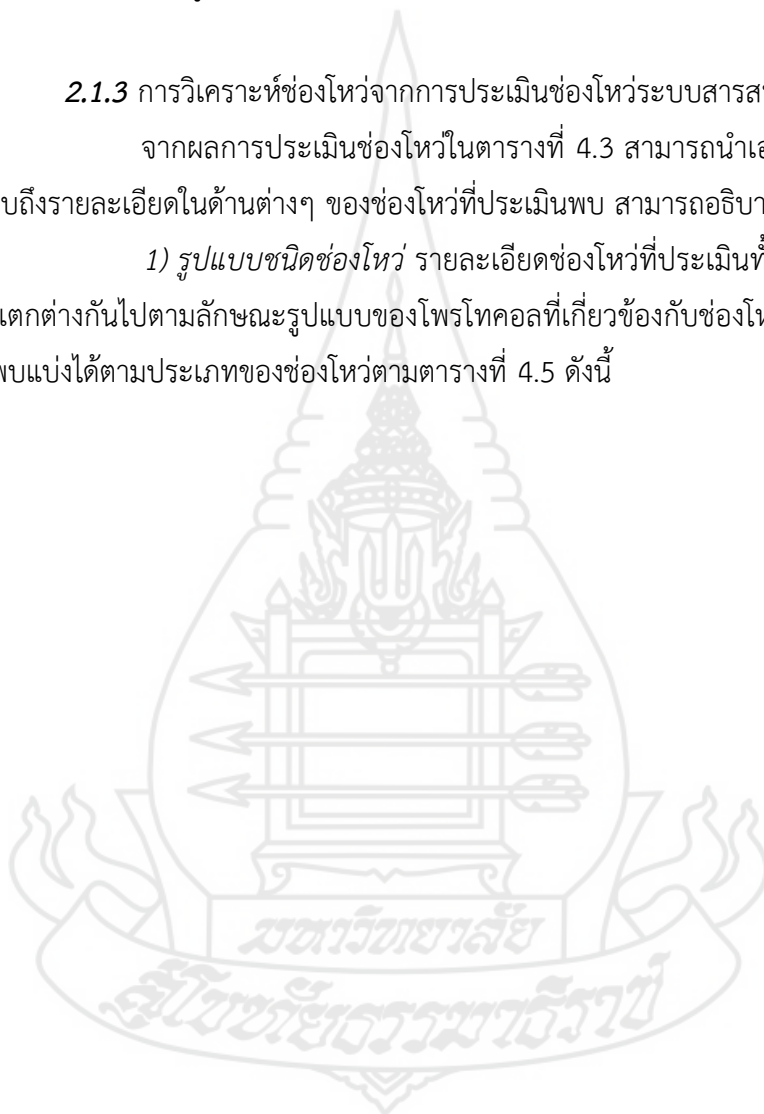 2.1.3 การวิเคราะห์ช่องโหว่จากการประเมินช่องโหว่ระบบสารส
จากผลการประเมินช่องโหว่ในตารางที่ 4.3 สามารถนำเ
บถึงรายละเอียดในด้านต่างๆ ของช่องโหว่ที่ประเมินพบ สามารถอธิบา
1) รูปแบบชนิดช่องโหว่ รายละเอียดช่องโหว่ที่ประเมินทั้
แตกต่างกันไปตามลักษณะรูปแบบของโพรโทคอลที่เกี่ยวข้องกับช่องโห
พบแบ่งได้ตามประเภทของช่องโหว่ตามตารางที่ 4.5 ดังนี้
มหาวิทยาลัย
สุโขทัยธรรมาธิราช